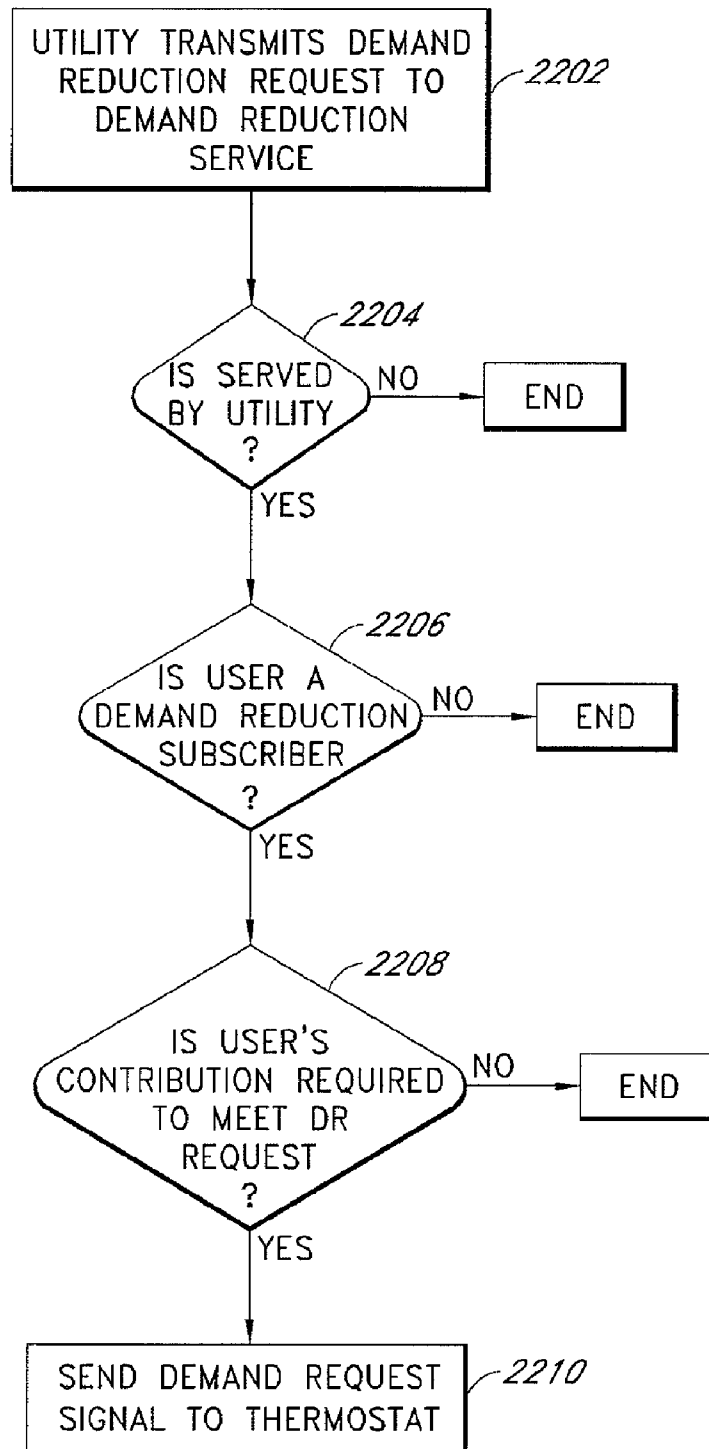 UTILITY TRANSMITS DEMAND
REDUCTION REQUEST TO
DEMAND REDUCTION
SERVICE
2202
2204
IS SERVED
BY UTILITY
?
NO
END
YES
2206
IS USER A
DEMAND REDUCTION
SUBSCRIBER
?
NO
END
YES
2208
IS USER'S
CONTRIBUTION REQUIRED
TO MEET DR
REQUEST
?
NO
END
YES
SEND DEMAND REQUEST
SIGNAL TO THERMOSTAT
2210